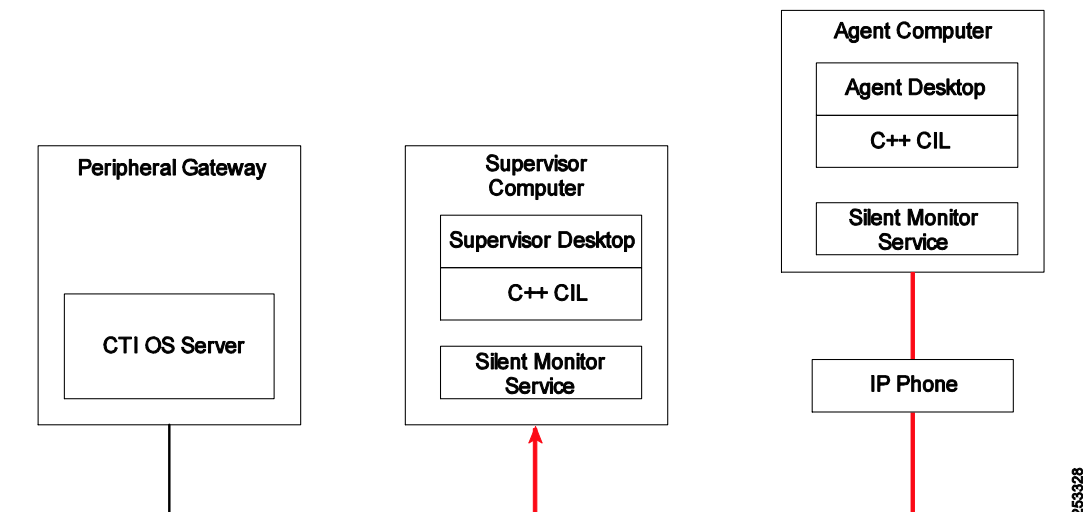 Agent Computer
Agent Desktop
C++ CIL
Silent Monitor
Service
IP Phone
Peripheral Gateway
CTI OS Server
Supervisor
Computer
Supervisor Desktop
C++ CIL
Silent Monitor
Service
253328